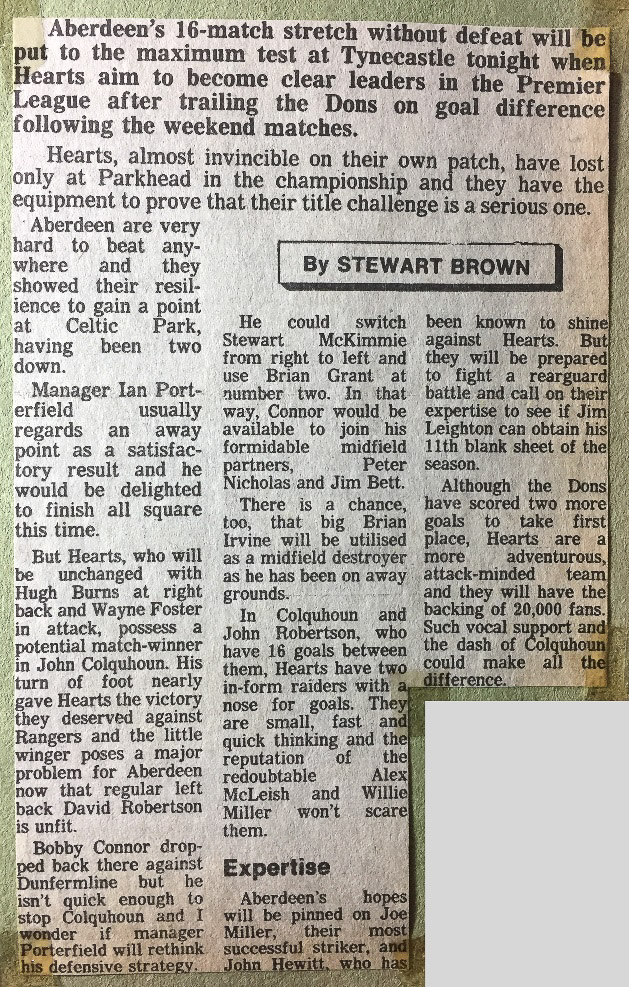 Aberdeen's 16-match stretch without defeat will be
put to the maximum test at Tynecastle tonight when
Hearts aim to become clear leaders in the Premier
League after trailing the Dons on goal difference
following the weekend matches.
Hearts, almost invincible on their own patch, have lost
only at Parkhead in the championship and they have the
equipment to prove that their title challenge is a serious one.
By STEWART BROWN
Aberdeen are very
hard to beat any-
where and they
showed their resil-
ience to gain a point
at Celtic Park,
having been two
down.
Manager Ian Port-
erfield usually
regards an away
point as a satisfac-
tory result and he
would be delighted
to finish all square
this time.
But Hearts, who will
be unchanged with
Hugh Burns at right
back and Wayne Foster
in attack, possess a
potential match-winner
in John Colquhoun. His
turn of foot nearly
gave Hearts the victory
they deserved against
Rangers and the little
winger poses a major
problem for Aberdeen
now that regular left
back David Robertson
is unfit.
Bobby Connor drop-
ped back there against
Dunfermline but he
isn't quick enough to
stop Colquhoun and I
wonder if manager
Porterfield will rethink
his defensive strategy.
He could switch
Stewart McKimmie
from right to left and
use Brian Grant at
number two. In that
way, Connor would be
available to join his
formidable midfield
partners, Peter
Nicholas and Jim Bett.
There is a chance,
too, that big Brian
Irvine will be utilised
as a midfield destroyer
as he has been on away
grounds.
In Colquhoun and
John Robertson, who
have 16 goals between
them, Hearts have two
in-form raiders with a
nose for goals. They
are small, fast and
quick thinking and the
reputation of the
redoubtable Alex
McLeish and Willie
Miller won't scare
them.
Expertise
Aberdeen's hopes
will be pinned on Joe
Miller, their most
successful striker, and
John Hewitt, who has
been known to shine
against Hearts. But
they will be prepared
to fight a rearguard
battle and call on their
expertise to see if Jim
Leighton can obtain his
11th blank sheet of the
season.
Although the Dons
have scored two more
goals to take first
place, Hearts are a
more adventurous,
attack-minded team
and they will have the
backing of 20,000 fans.
Such vocal support and
the dash of Colquhoun
could make all the
difference.